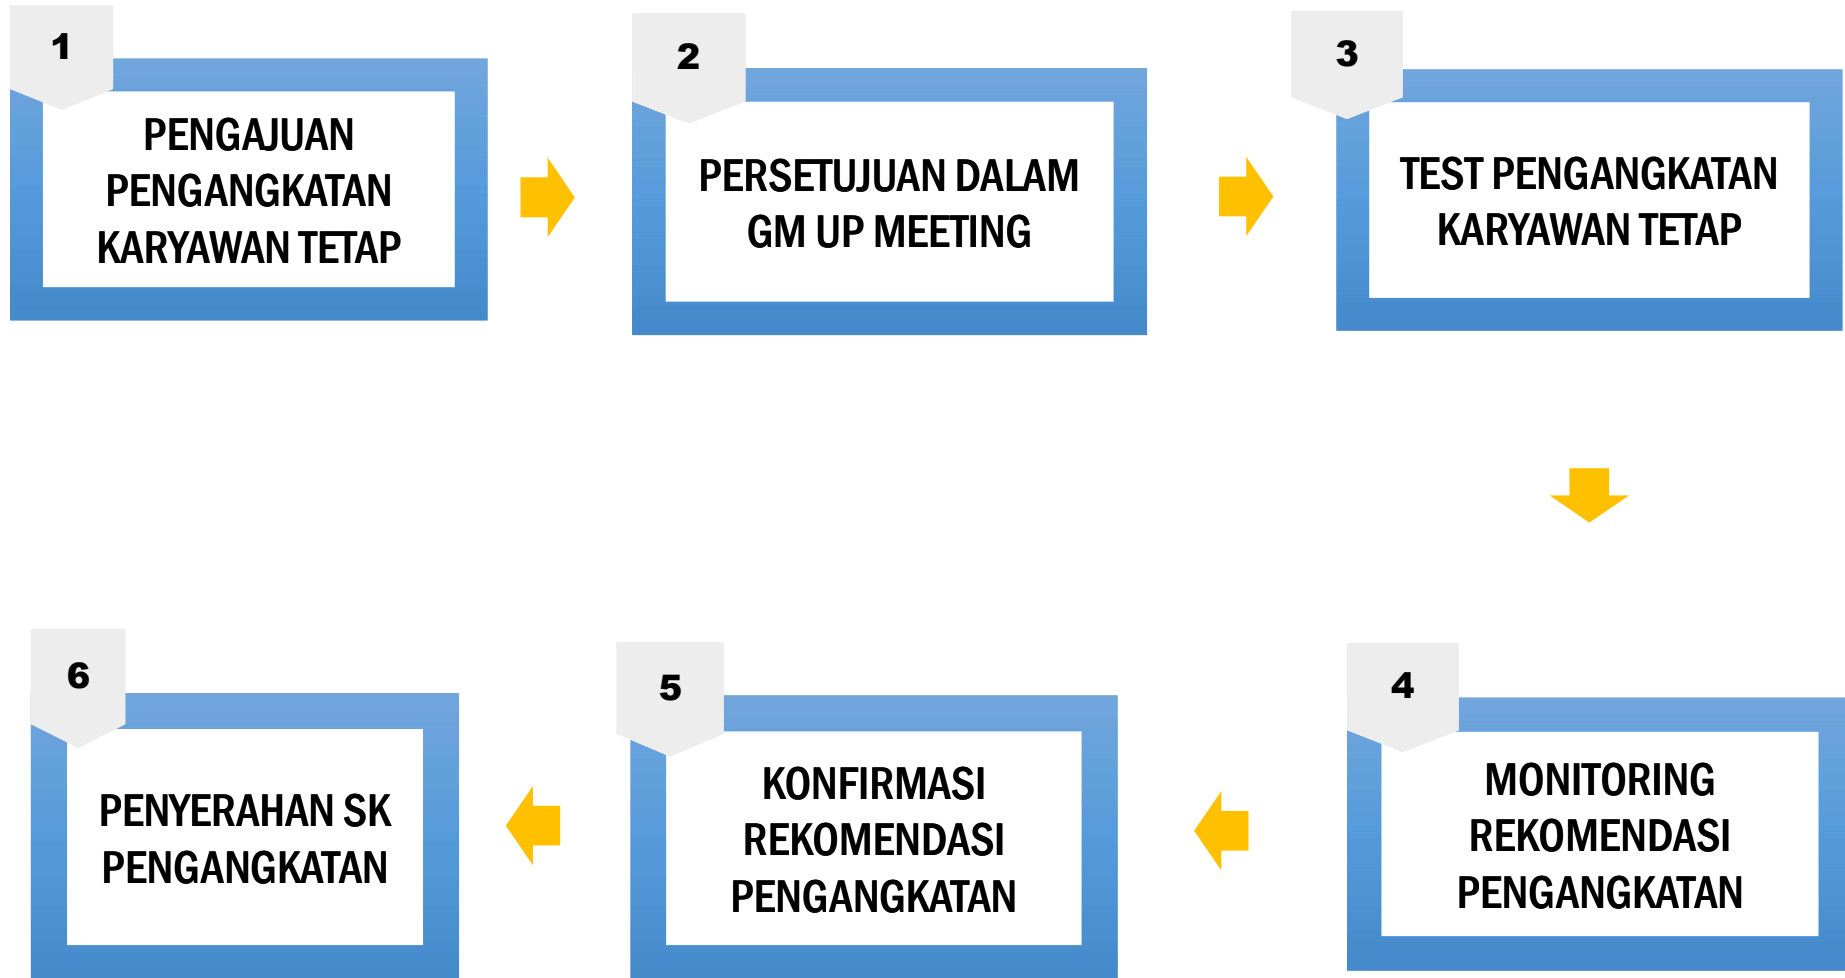 1
PENGAJUAN
PENGANGKATAN
KARYAWAN TETAP
2
PERSETUJUAN DALAM
GM UP MEETING
3
TEST PENGANGKATAN
KARYAWAN TETAP
4
MONITORING
REKOMENDASI
PENGANGKATAN
5
KONFIRMASI
REKOMENDASI
PENGANGKATAN
6
PENYERAHAN SK
PENGANGKATAN